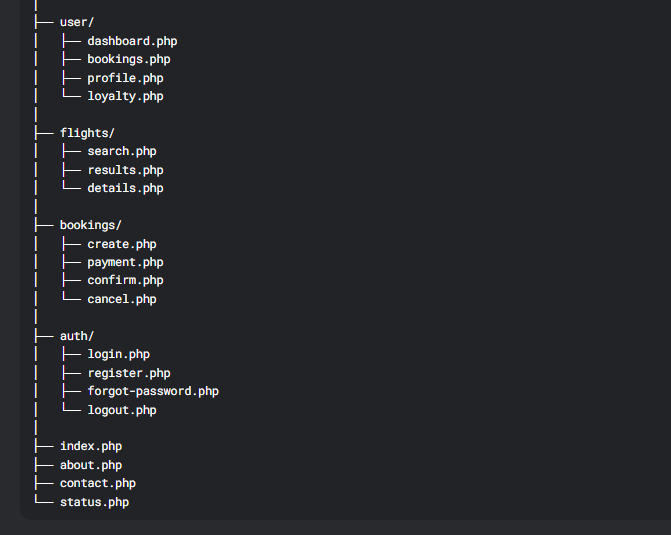 │
├── user/
│   ├── dashboard.php
│   ├── bookings.php
│   ├── profile.php
│   └── loyalty.php
│
├── flights/
│   ├── search.php
│   ├── results.php
│   └── details.php
│
├── bookings/
│   ├── create.php
│   ├── payment.php
│   ├── confirm.php
│   └── cancel.php
│
├── auth/
│   ├── login.php
│   ├── register.php
│   ├── forgot-password.php
│   └── logout.php
│
├── index.php
├── about.php
├── contact.php
└── status.php